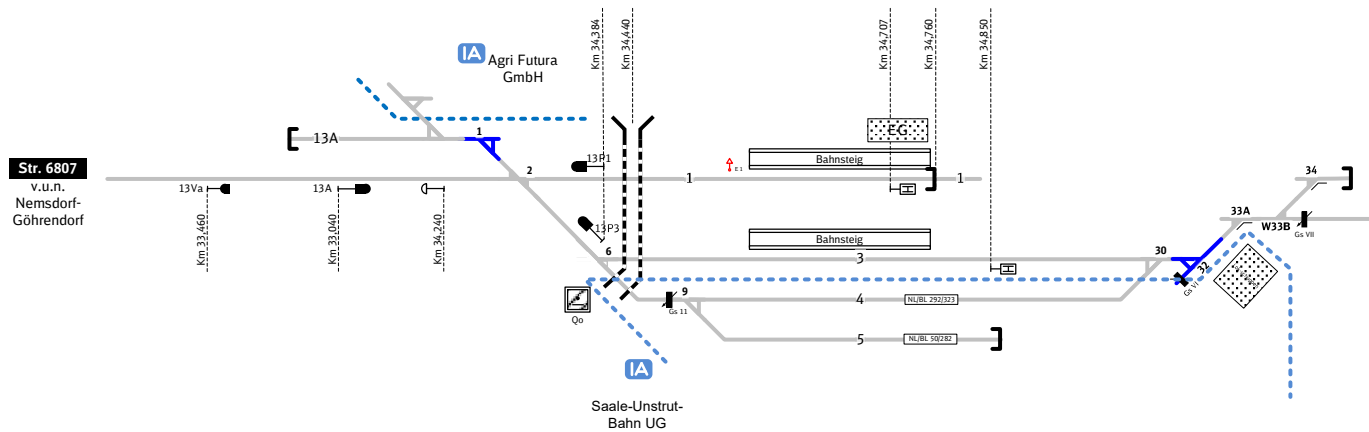 Km 34,384
Km 34,440
Km 34,707
Km 34,760
Km 34,850
IA
Agri Futura
GmbH
13A
1
EG
Str. 6807
v.u.n.
Nemsdorf-
Göhrendorf
2
13P1
1
E 1
Bahnsteig
1
34
13Va
13A
Km 33,460
Km 33,040
Km 34,240
13P3
33A
W33B
Gs VII
Bahnsteig
6
3
30
32
Gs VI
Qo
Gs 11
9
4
NL/BL 292/323
5
NL/BL 50/282
IA
Saale-Unstrut-
Bahn UG